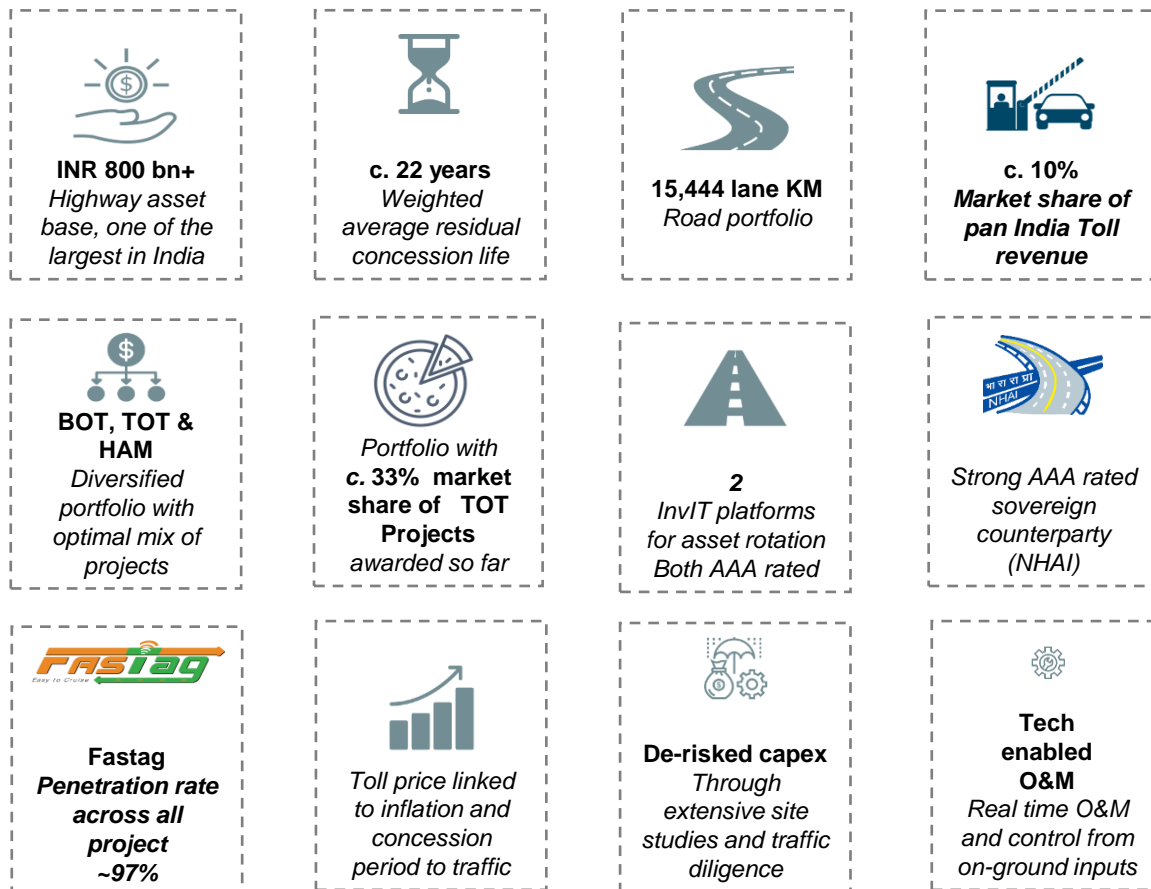 INR 800 bn+
Highway asset
base, one of the
largest in India
c. 22 years
Weighted
average residual
concession life
15,444 lane KM
Road portfolio
c. 10%
Market share of
pan India Toll
revenue
BOT, TOT &
HAM
Diversified
portfolio with
optimal mix of
projects
Portfolio with
c. 33% market
share of TOT
Projects
awarded so far
2
InvIT platforms
for asset rotation
Both AAA rated
भा रा रा प्रा
NHAI
Strong AAA rated
sovereign
counterparty
(NHAI)
FASTag
Easy to Cruise
Fastag
Penetration rate
across all
project
~97%
Toll price linked
to inflation and
concession
period to traffic
De-risked capex
Through
extensive site
studies and traffic
diligence
Tech
enabled
O&M
Real time O&M
and control from
on-ground inputs